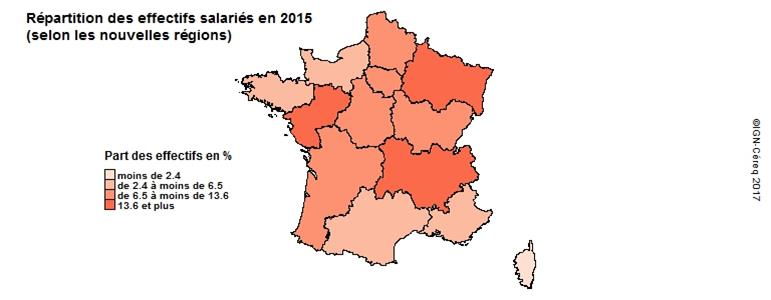 Répartition des effectifs salariés en 2015
(selon les nouvelles régions)
Part des effectifs en %
moins de 2.4
de 2.4 à moins de 6.5
de 6.5 à moins de 13.6
13.6 et plus
©IGN-Céreq 2017